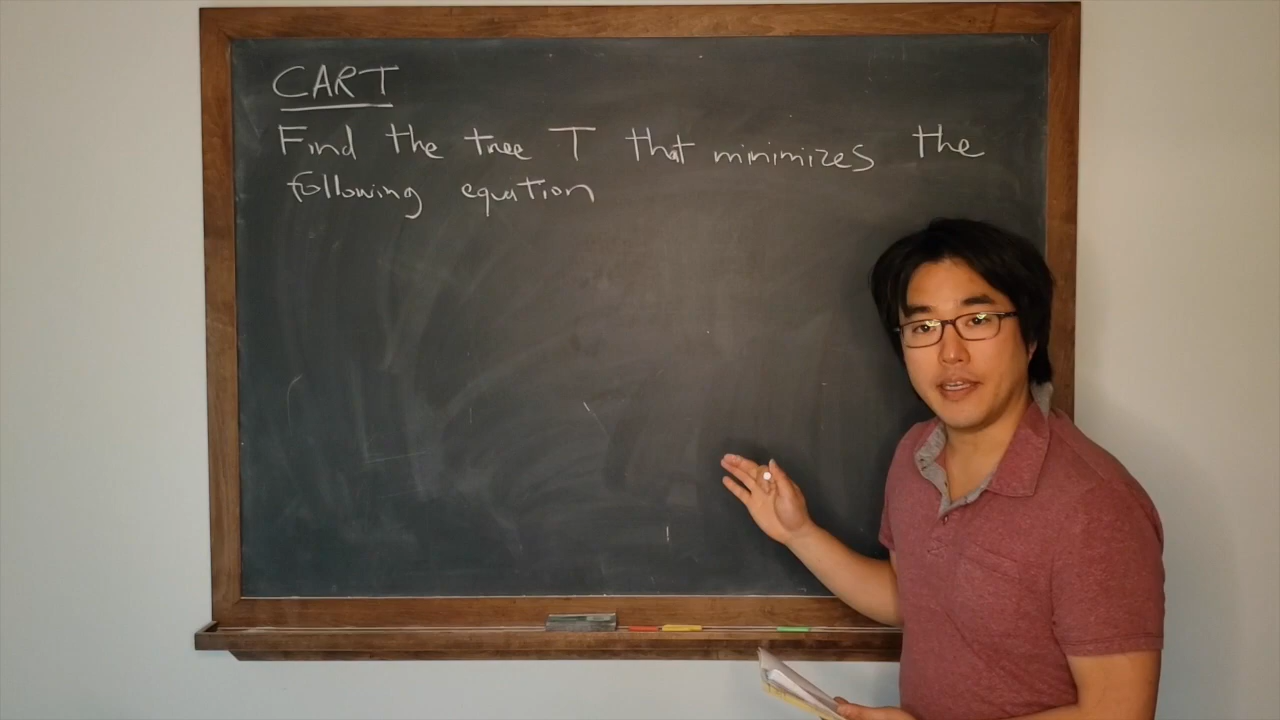 CART
Find the tree T that minimizes the
following equation